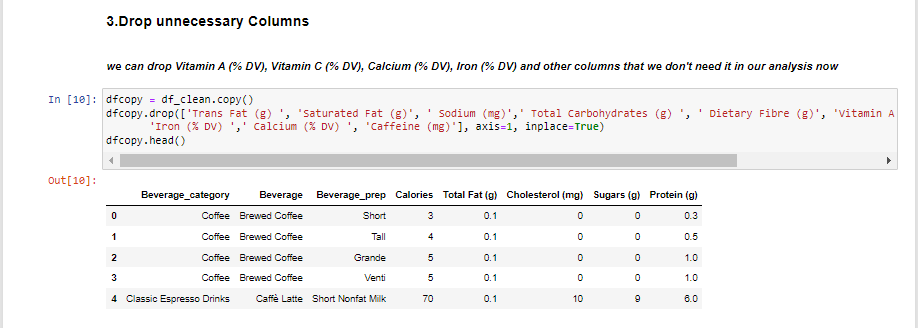 3.Drop unnecessary Columns
we can drop Vitamin A (% DV), Vitamin C (% DV), Calcium (% DV), Iron (% DV) and other columns that we don't need it in our analysis now
In [10]: dfcopy = df_clean.copy()
dfcopy.drop(['Trans Fat (g) ', 'Saturated Fat (g)', ' Sodium (mg)',' Total Carbohydrates (g) ', ' Dietary Fibre (g)', 'Vitamin A
'Iron (% DV) ',' Calcium (% DV) ', 'Caffeine (mg)'], axis=1, inplace=True)
dfcopy.head()
Out[10]:
Beverage_category Beverage Beverage_prep Calories Total Fat (g) Cholesterol (mg) Sugars (g) Protein (g)
0 Coffee Brewed Coffee Short 3 0.1 0 0 0.3
1 Coffee Brewed Coffee Tall 4 0.1 0 0 0.5
2 Coffee Brewed Coffee Grande 5 0.1 0 0 1.0
3 Coffee Brewed Coffee Venti 5 0.1 0 0 1.0
4 Classic Espresso Drinks Caffè Latte Short Nonfat Milk 70 0.1 10 9 6.0